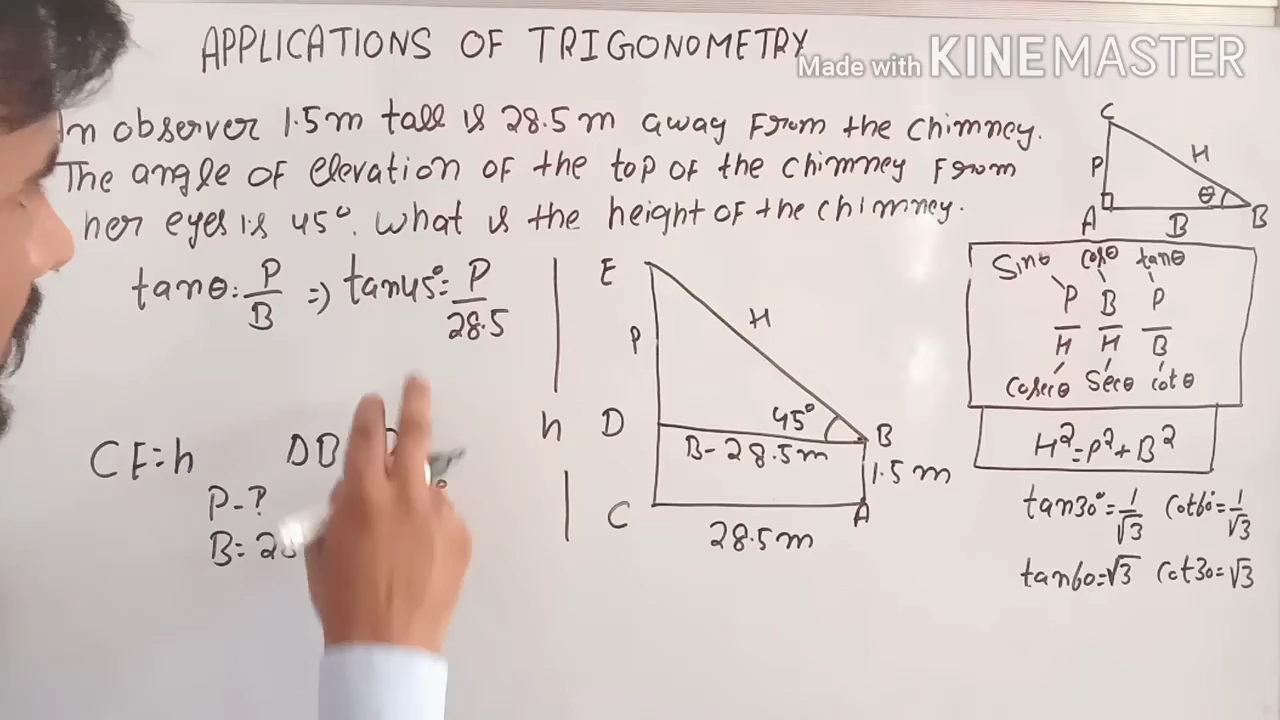 APPLICATIONS OF TRIGONOMETRY
Made with KINEMASTER
n observer 1.5m tall is 28.5m away From the chimney.
The angle OF elevation OF the top OF the chimney From
her eyes is 45°. What is the height OF the chimney.
tanθ = P/B => tan45° = P/28.5
CE=h DB
P-?
B=28
E
P
H
h
D
45°
B
B-28.5m
1.5m
C
A
28.5m
C
P
H
θ
A
B
B
Sinθ cosθ tanθ
P/H B/H P/B
Cosecθ Secθ cotθ
H²=P²+B²
tan30°=1/√3 Cot60°=1/√3
tan60=√3 Cot30=√3